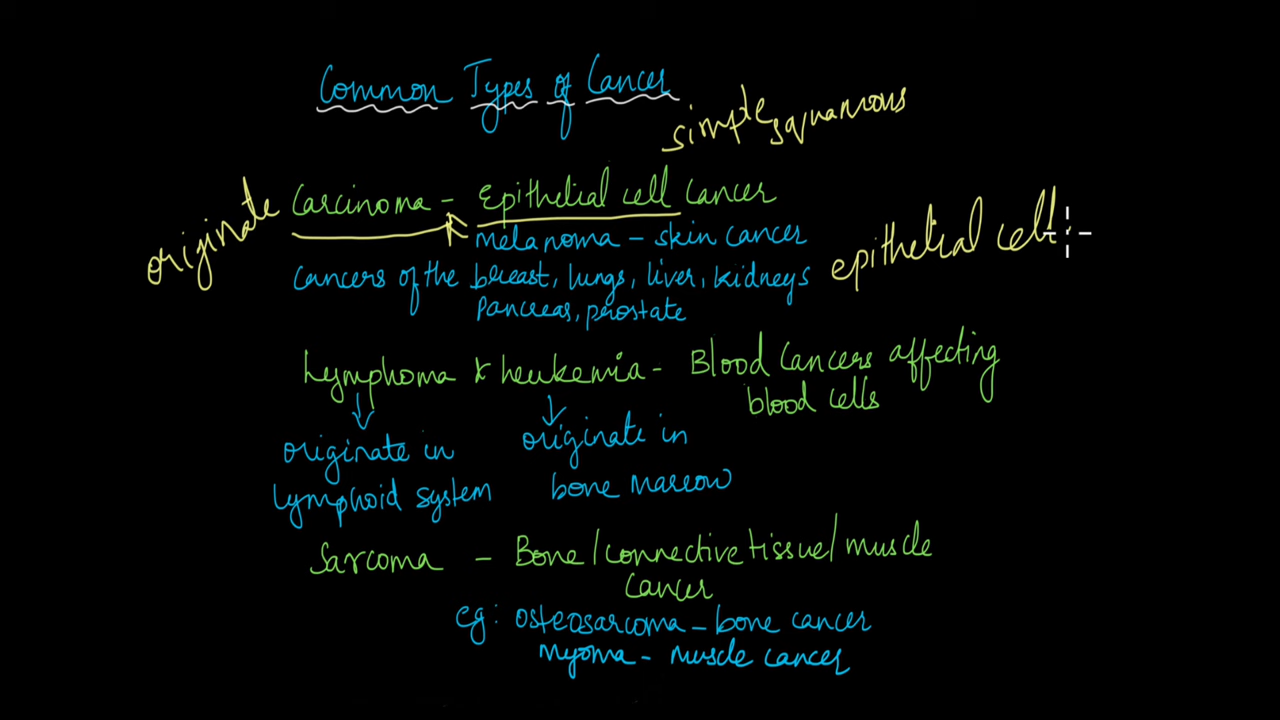 Common Types of Cancer
simple squamous
originate
Carcinoma - Epithelial cell cancer
melanoma - skin cancer
epithelial cell
Cancers of the breast, lungs, liver, kidneys
Pancreas, prostate
Lymphoma & Leukemia - Blood Cancers affecting
blood cells
originate in
lymphoid system
originate in
bone marrow
Sarcoma - Bone/connective tissue/muscle
cancer
eg: osteosarcoma - bone cancer
myoma - muscle cancer